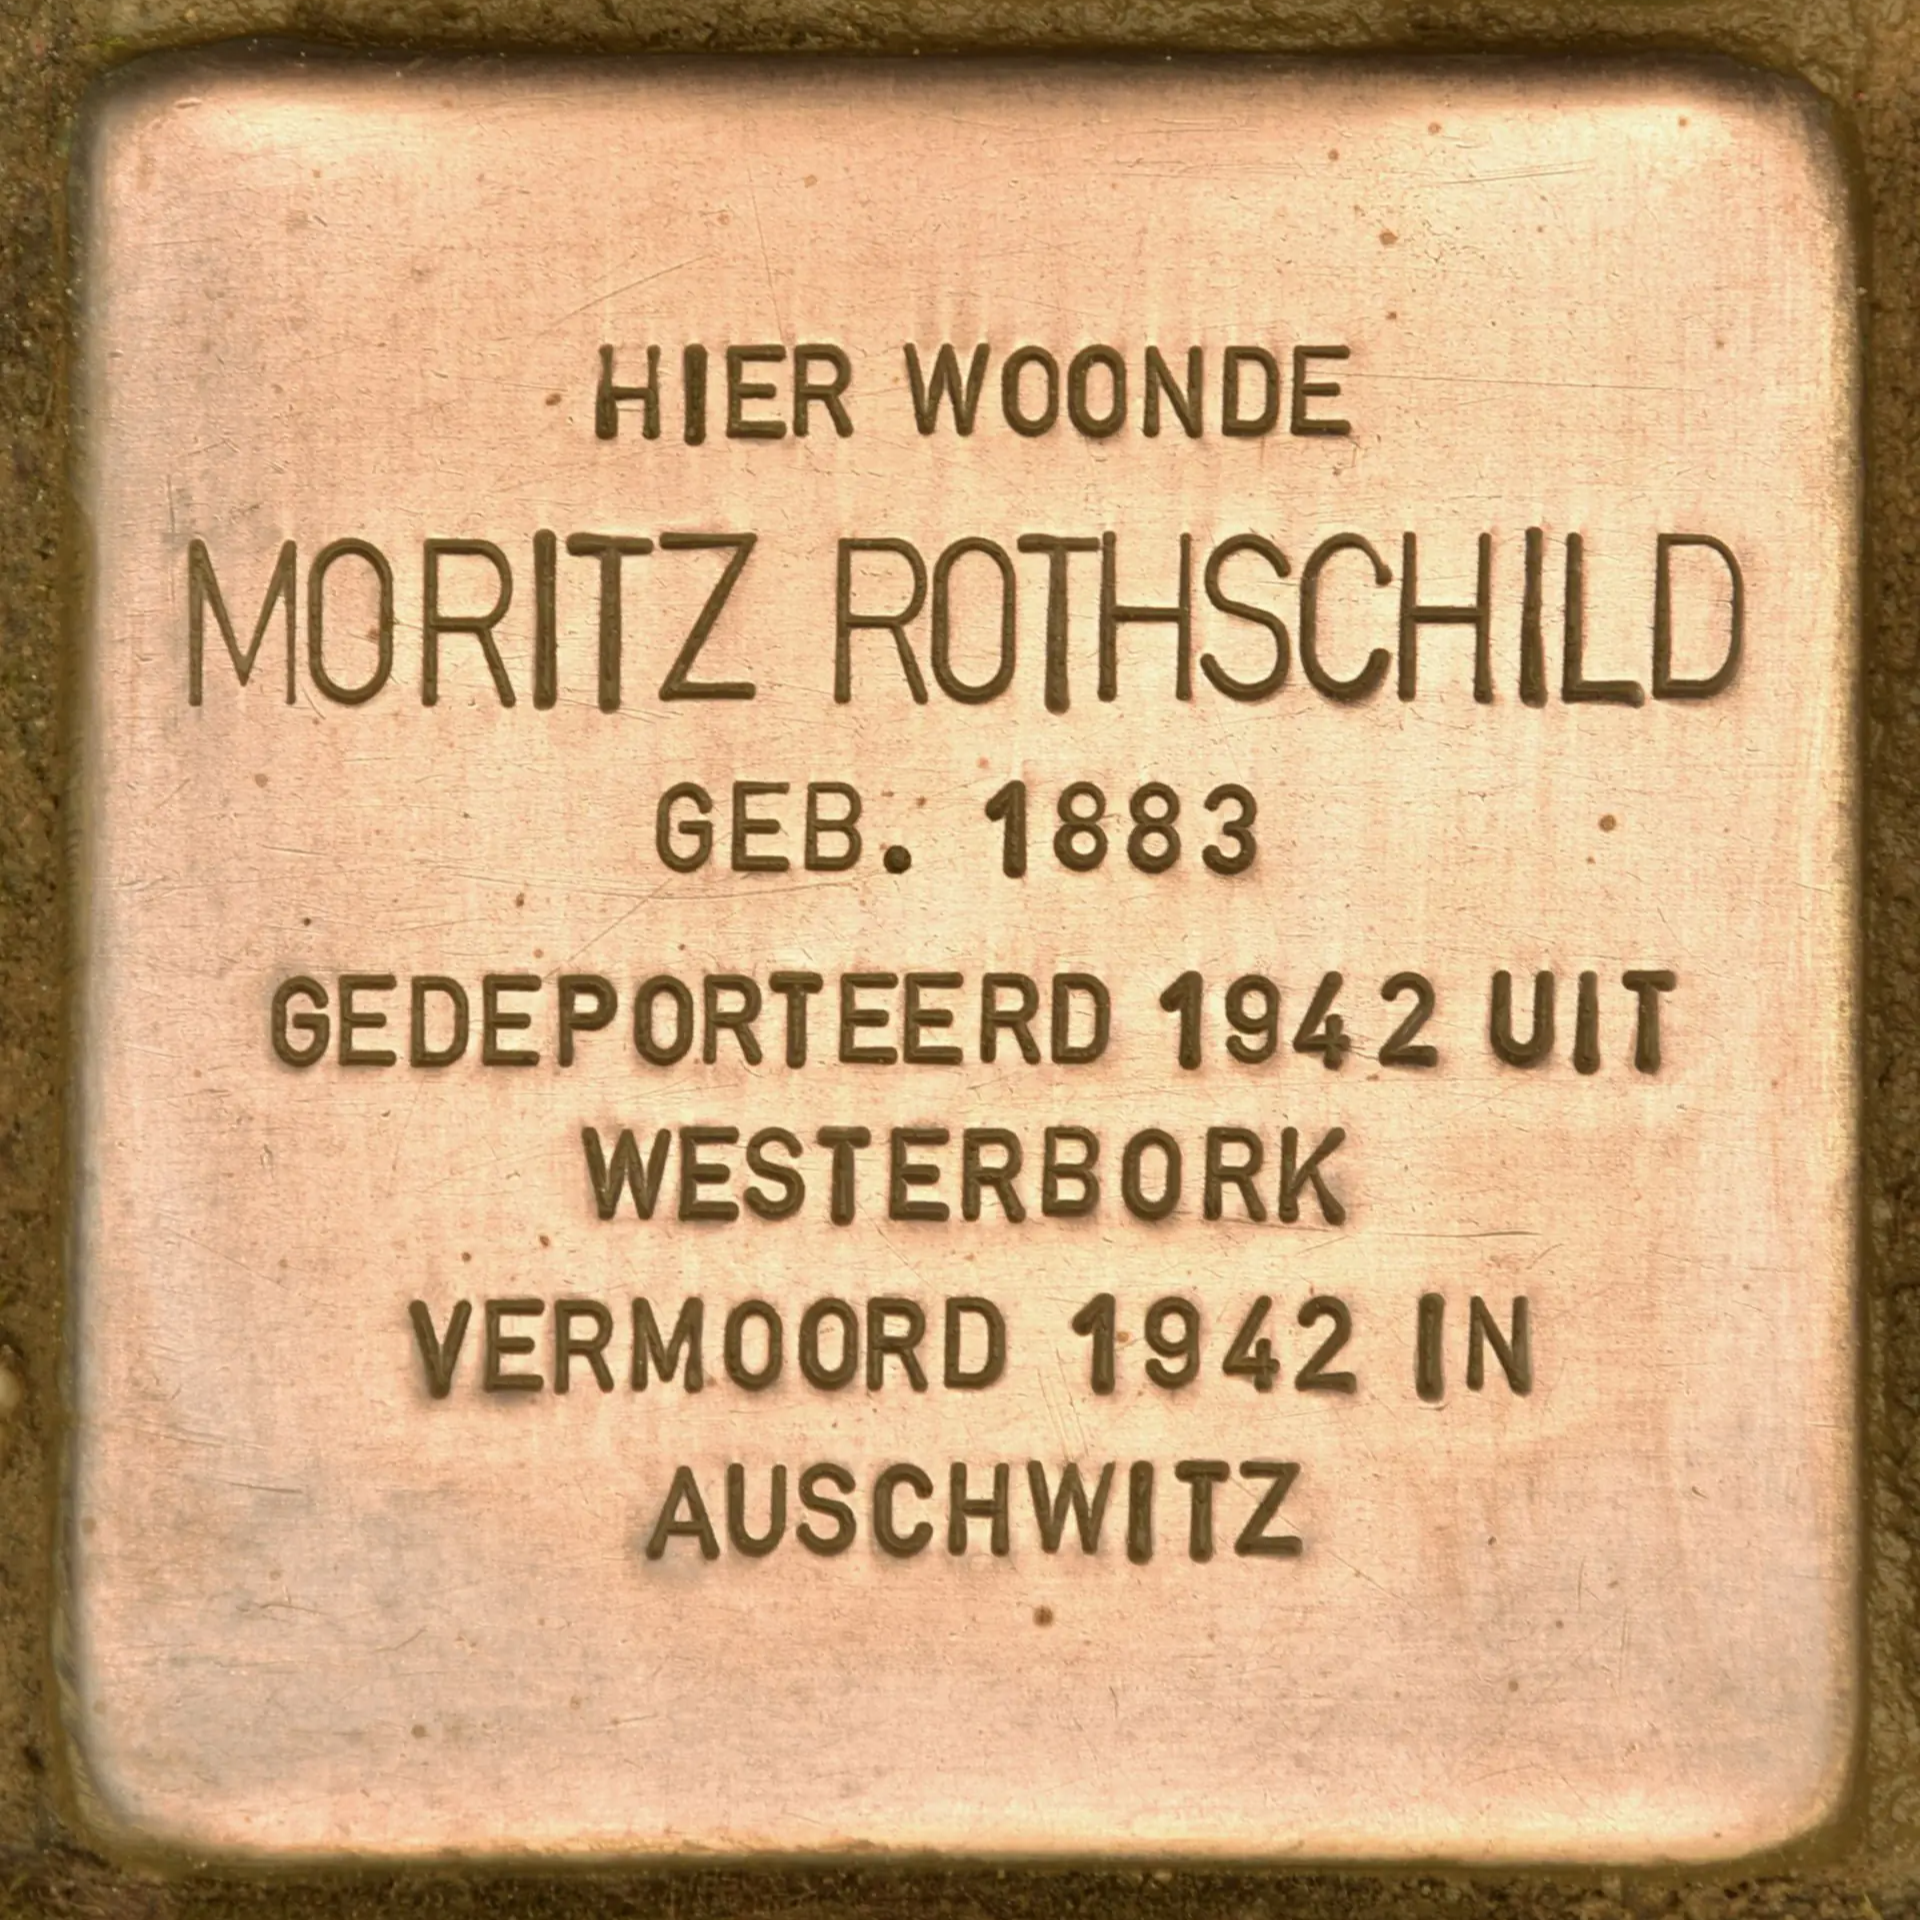 HIER WOONDE
MORITZ ROTHSCHILD
GEB. 1883
GEDEPORTEERD 1942 UIT
WESTERBORK
VERMOORD 1942 IN
AUSCHWITZ